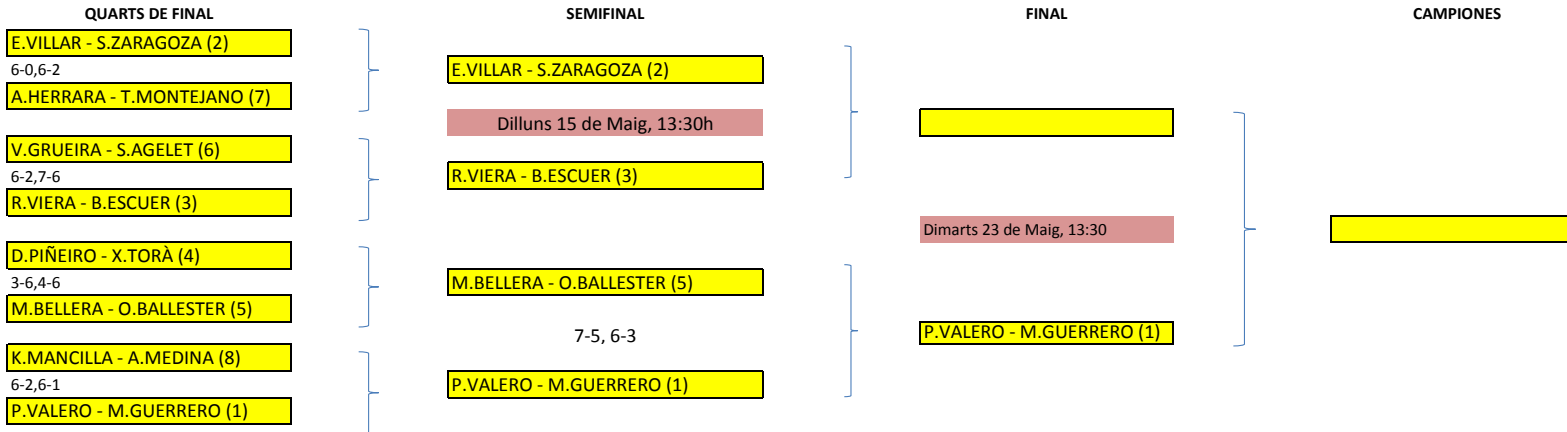 QUARTS DE FINAL
SEMIFINAL
FINAL
CAMPIONES
E.VILLAR - S.ZARAGOZA (2)
6-0,6-2
A.HERRARA - T.MONTEJANO (7)
V.GRUEIRA - S.AGELET (6)
6-2,7-6
R.VIERA - B.ESCUER (3)
D.PIÑEIRO - X.TORÀ (4)
3-6,4-6
M.BELLERA - O.BALLESTER (5)
K.MANCILLA - A.MEDINA (8)
6-2,6-1
P.VALERO - M.GUERRERO (1)
E.VILLAR - S.ZARAGOZA (2)
Dilluns 15 de Maig, 13:30h
R.VIERA - B.ESCUER (3)
M.BELLERA - O.BALLESTER (5)
7-5, 6-3
P.VALERO - M.GUERRERO (1)
Dimarts 23 de Maig, 13:30
P.VALERO - M.GUERRERO (1)